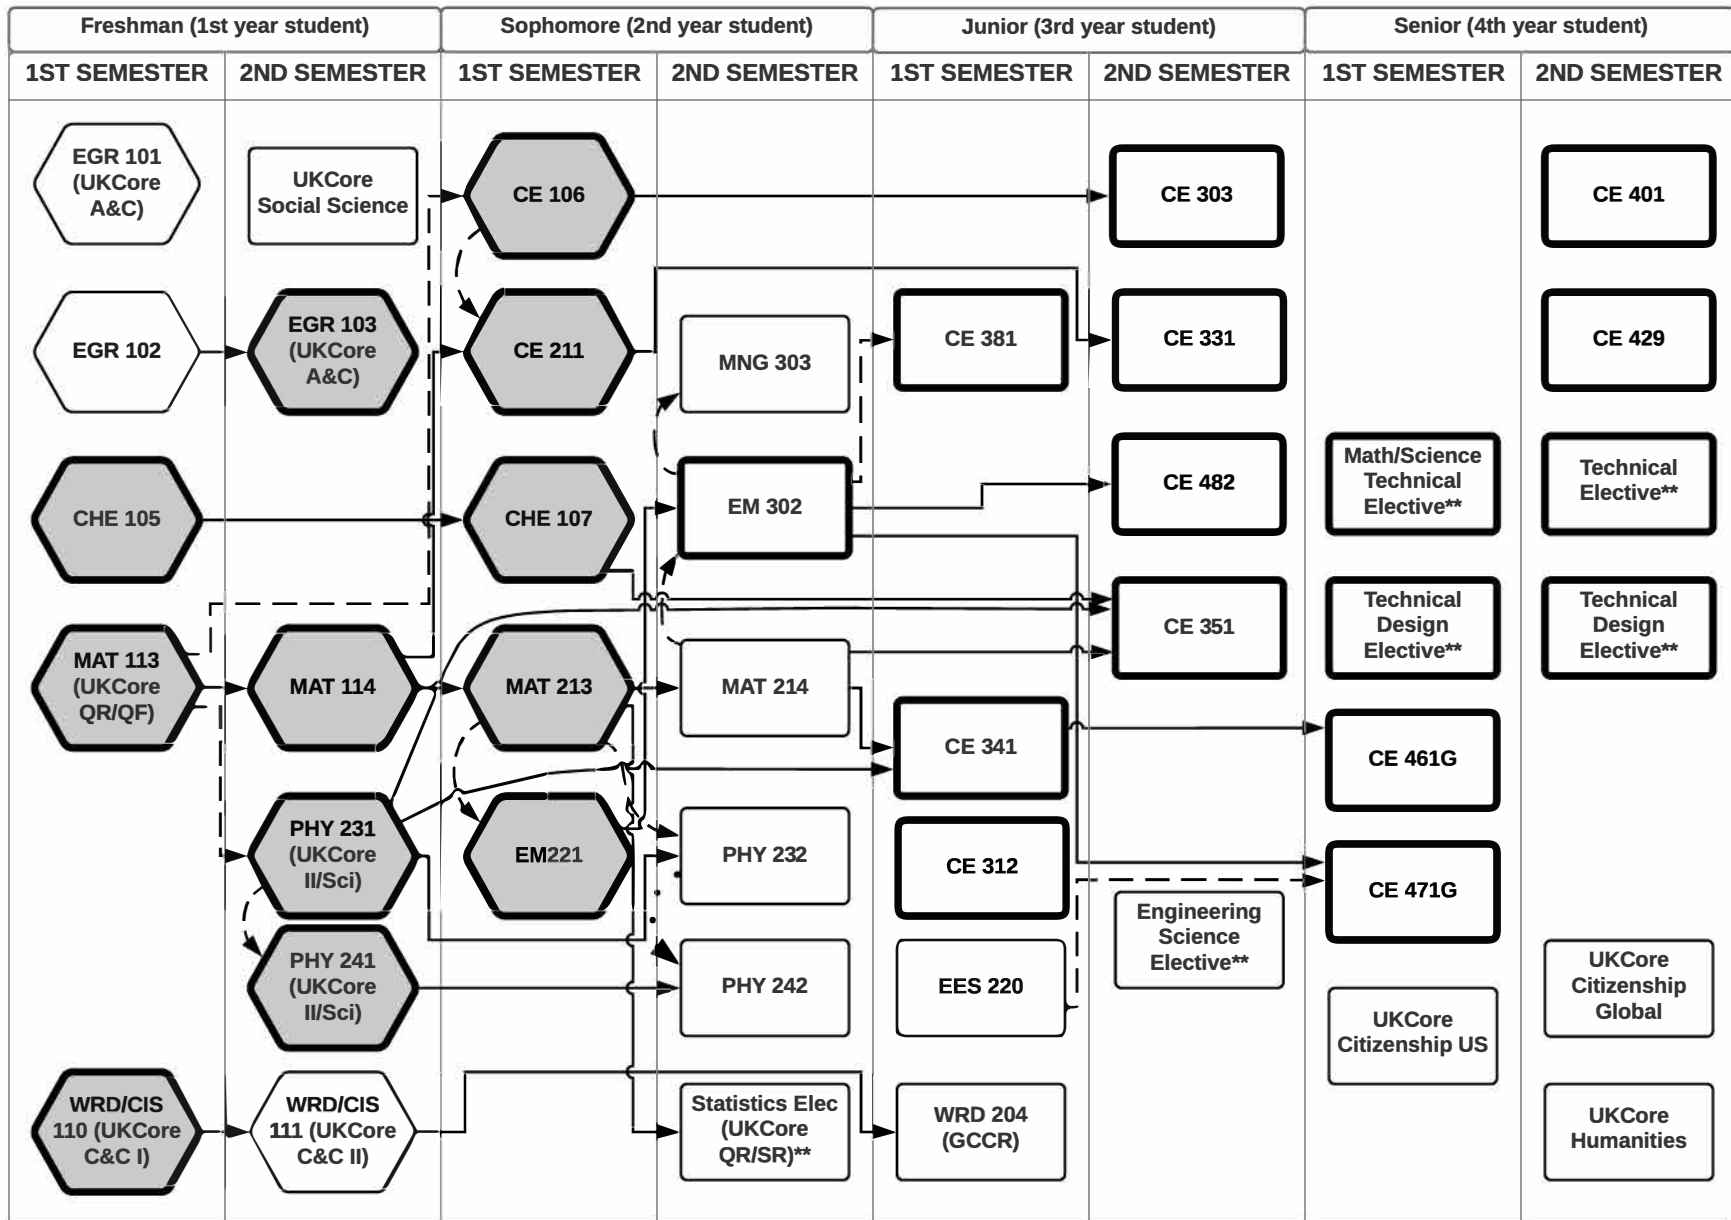 Freshman (1st year student)
Sophomore (2nd year student)
Junior (3rd year student)
Senior (4th year student)
1ST SEMESTER
2ND SEMESTER
1ST SEMESTER
2ND SEMESTER
1ST SEMESTER
2ND SEMESTER
1ST SEMESTER
2ND SEMESTER
EGR 101
(UKCore
A&C)
EGR 102
CHE 105
MAT 113
(UKCore
QR/QF)
WRD/CIS
110 (UKCore
C&C I)
UKCore
Social Science
EGR 103
(UKCore
A&C)
MAT 114
PHY 231
(UKCore
II/Sci)
PHY 241
(UKCore
II/Sci)
WRD/CIS
111 (UKCore
C&C II)
CE 106
CE 211
CHE 107
MAT 213
EM221
MNG 303
EM 302
MAT 214
PHY 232
PHY 242
Statistics Elec
(UKCore
QR/SR)**
CE 381
CE 341
CE 312
EES 220
WRD 204
(GCCR)
CE 303
CE 331
CE 482
CE 351
Engineering
Science
Elective**
Math/Science
Technical
Elective**
Technical
Design
Elective**
CE 461G
CE 471G
UKCore
Citizenship US
CE 401
CE 429
Technical
Elective**
Technical
Design
Elective**
UKCore
Citizenship
Global
UKCore
Humanities